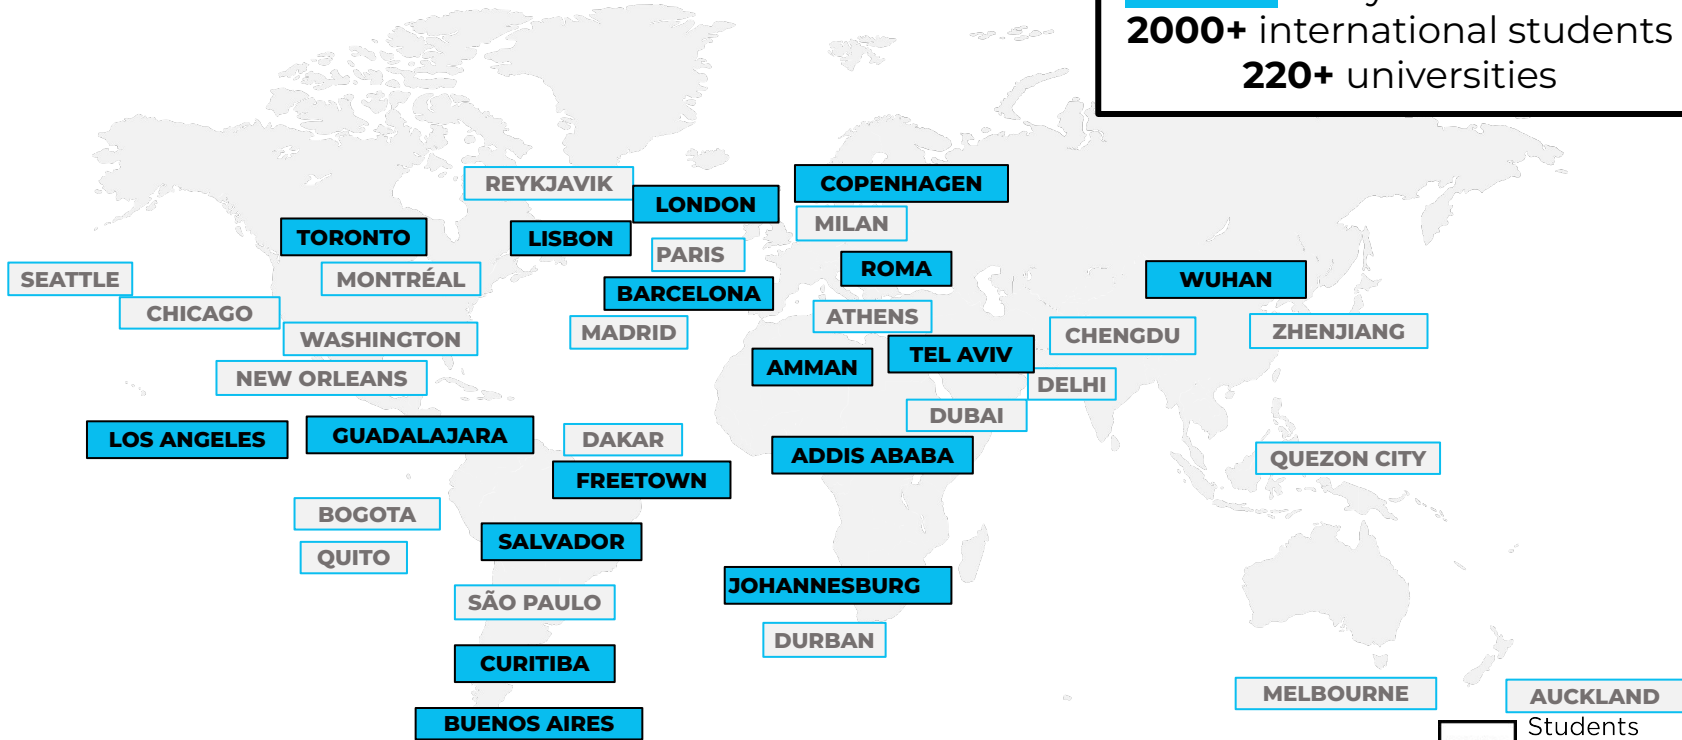 2000+ international students
220+ universities
REYKJAVIK
COPENHAGEN
LONDON
MILAN
TORONTO
LISBON
PARIS
ROMA
SEATTLE
MONTRÉAL
WUHAN
BARCELONA
CHICAGO
ATHENS
WASHINGTON
MADRID
CHENGDU
ZHENJIANG
TEL AVIV
AMMAN
NEW ORLEANS
DELHI
DUBAI
LOS ANGELES
GUADALAJARA
DAKAR
ADDIS ABABA
QUEZON CITY
FREETOWN
BOGOTA
SALVADOR
QUITO
JOHANNESBURG
SÃO PAULO
DURBAN
CURITIBA
MELBOURNE
AUCKLAND
BUENOS AIRES
Students